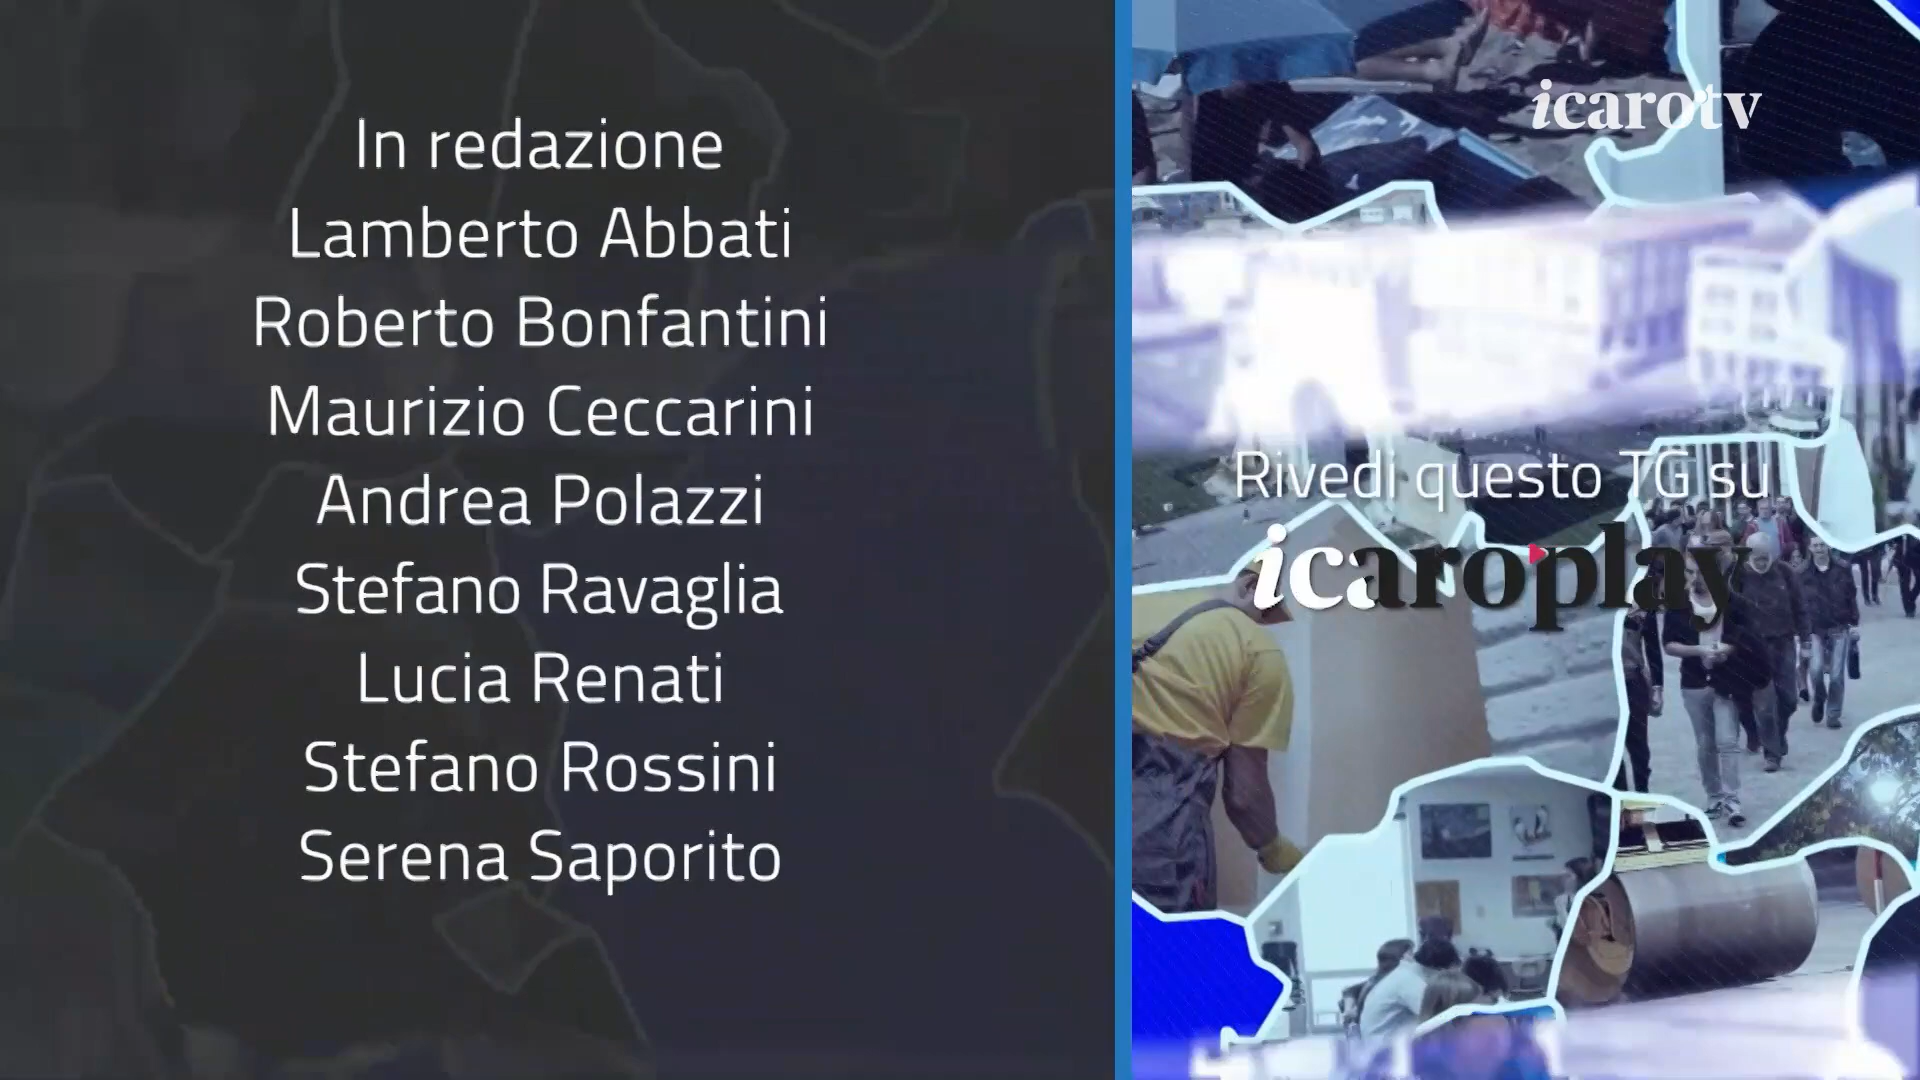 In redazione
Lamberto Abbati
Roberto Bonfantini
Maurizio Ceccarini
Andrea Polazzi
Stefano Ravaglia
Lucia Renati
Stefano Rossini
Serena Saporito
icarotv
Rivedi questo TG su
icaroplay